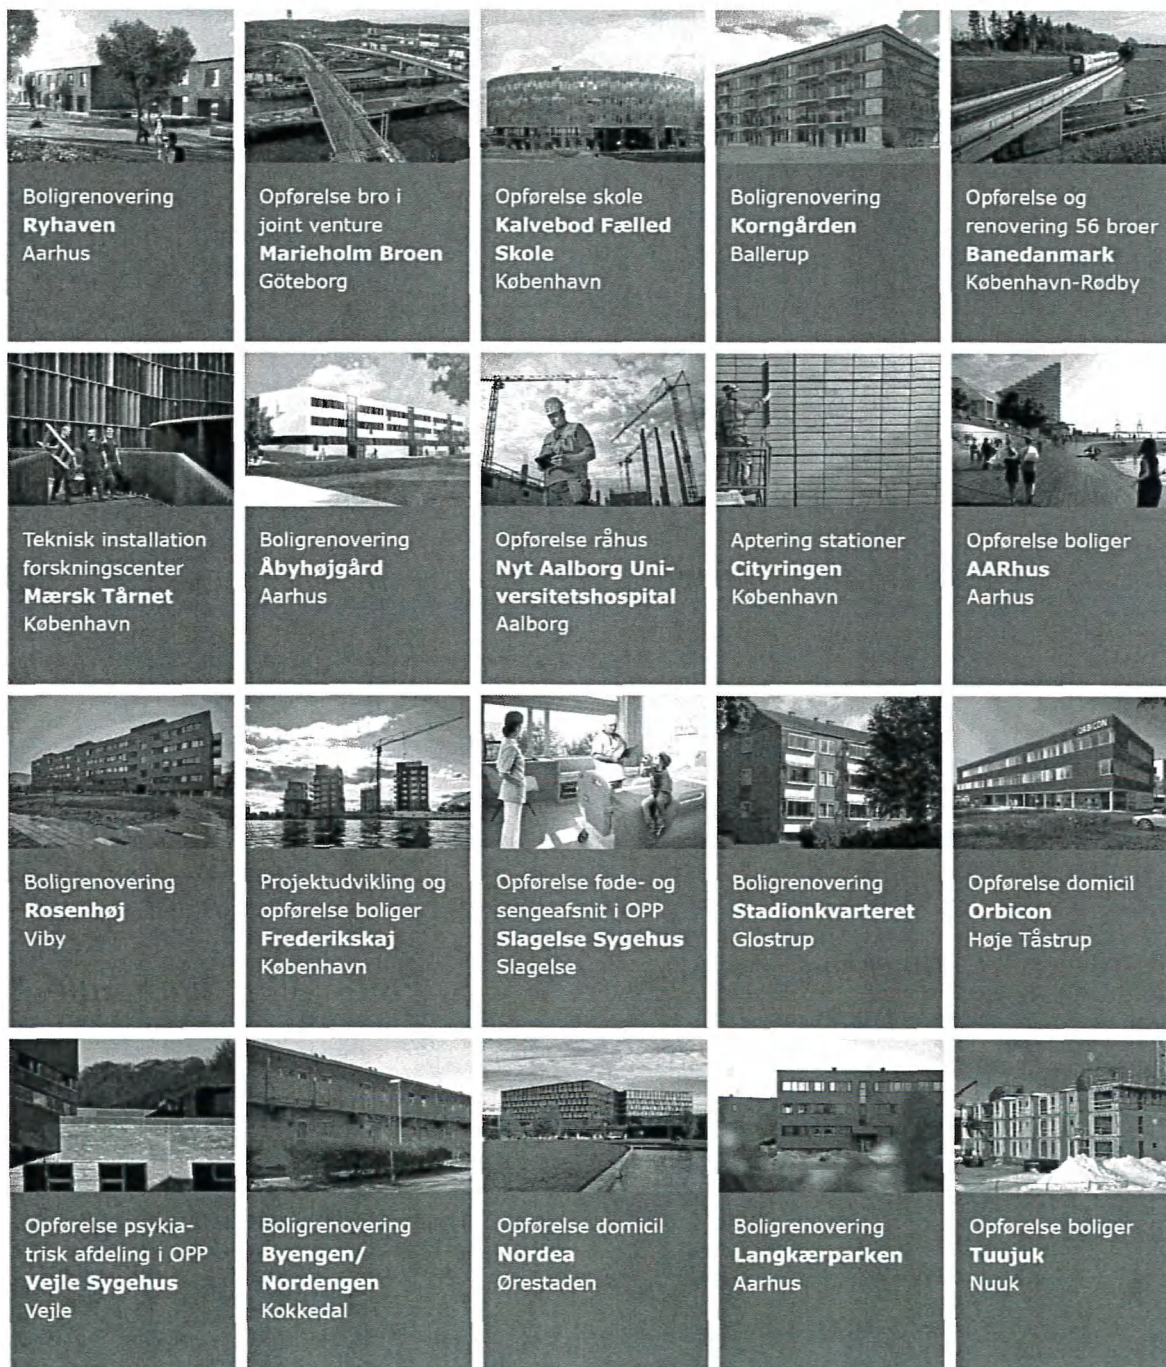 Boligrenovering
Ryhaven
Aarhus
Opførelse bro i
joint venture
Marieholm Broen
Göteborg
Opførelse skole
Kalvebod Fælled
Skole
København
Boligrenovering
Korngården
Ballerup
Opførelse og
renovering 56 broer
Banedanmark
København-Rødby
Teknisk installation
forskningscenter
Mærsk Tårnet
København
Boligrenovering
Åbyhøjgård
Aarhus
Opførelse råhus
Nyt Aalborg Uni-
versitetshospital
Aalborg
Aptering stationer
Cityringen
København
Opførelse boliger
AARhus
Aarhus
Boligrenovering
Rosenhøj
Viby
Projektudvikling og
opførelse boliger
Frederikskaj
København
Opførelse føde- og
sengeafsnit i OPP
Slagelse Sygehus
Slagelse
Boligrenovering
Stadionkvarteret
Glostrup
ORBICON
Opførelse domicil
Orbicon
Høje Tåstrup
Opførelse psykia-
trisk afdeling i OPP
Vejle Sygehus
Vejle
Boligrenovering
Byengen/
Nordengen
Kokkedal
Opførelse domicil
Nordea
Ørestaden
Boligrenovering
Langkærparken
Aarhus
Opførelse boliger
Tuujuk
Nuuk